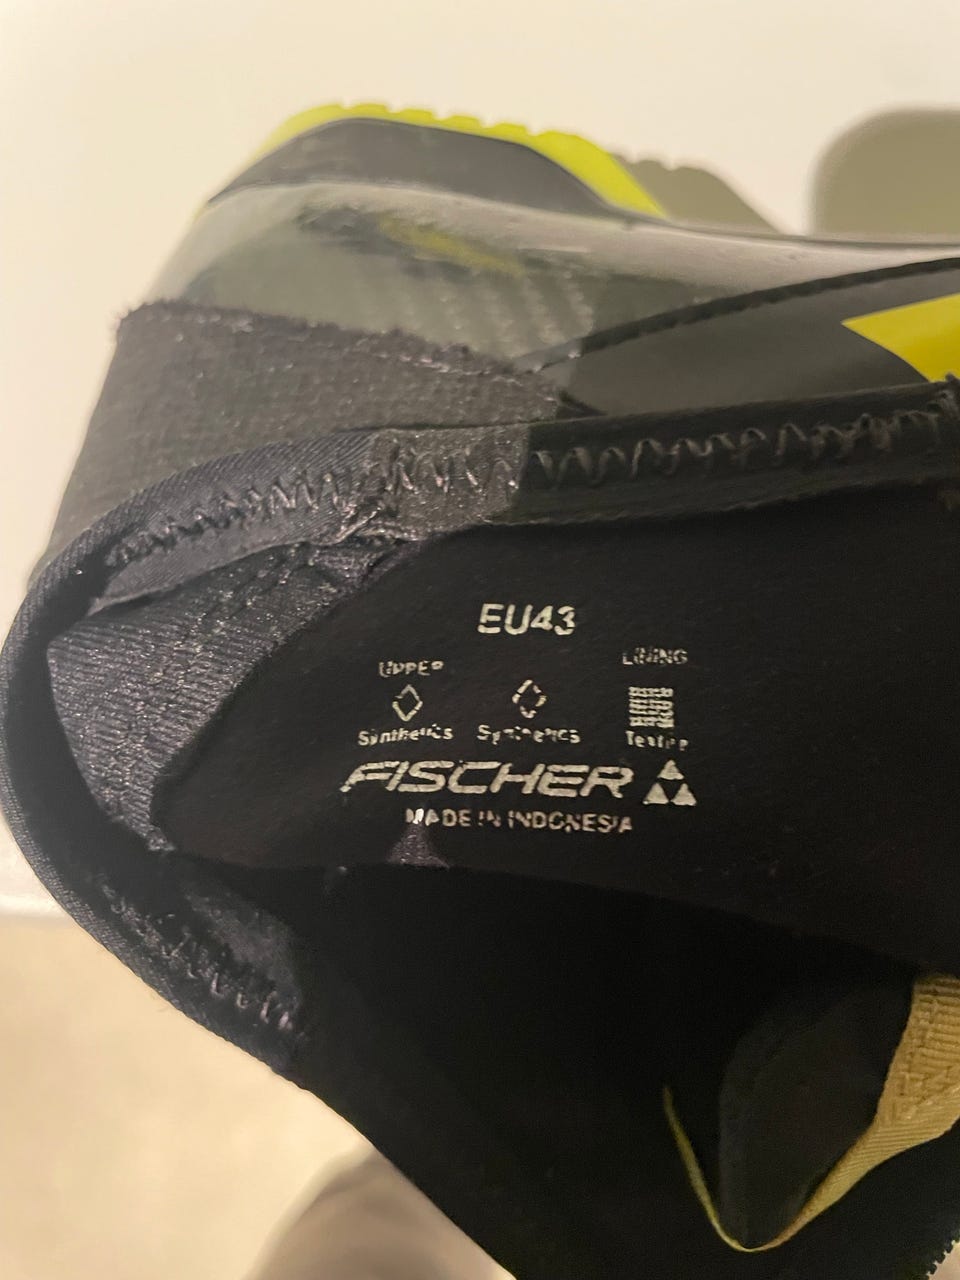 EU43
UPPER LINING
Synthetics Synthetics Textile
FISCHER
MADE IN INDONESIA